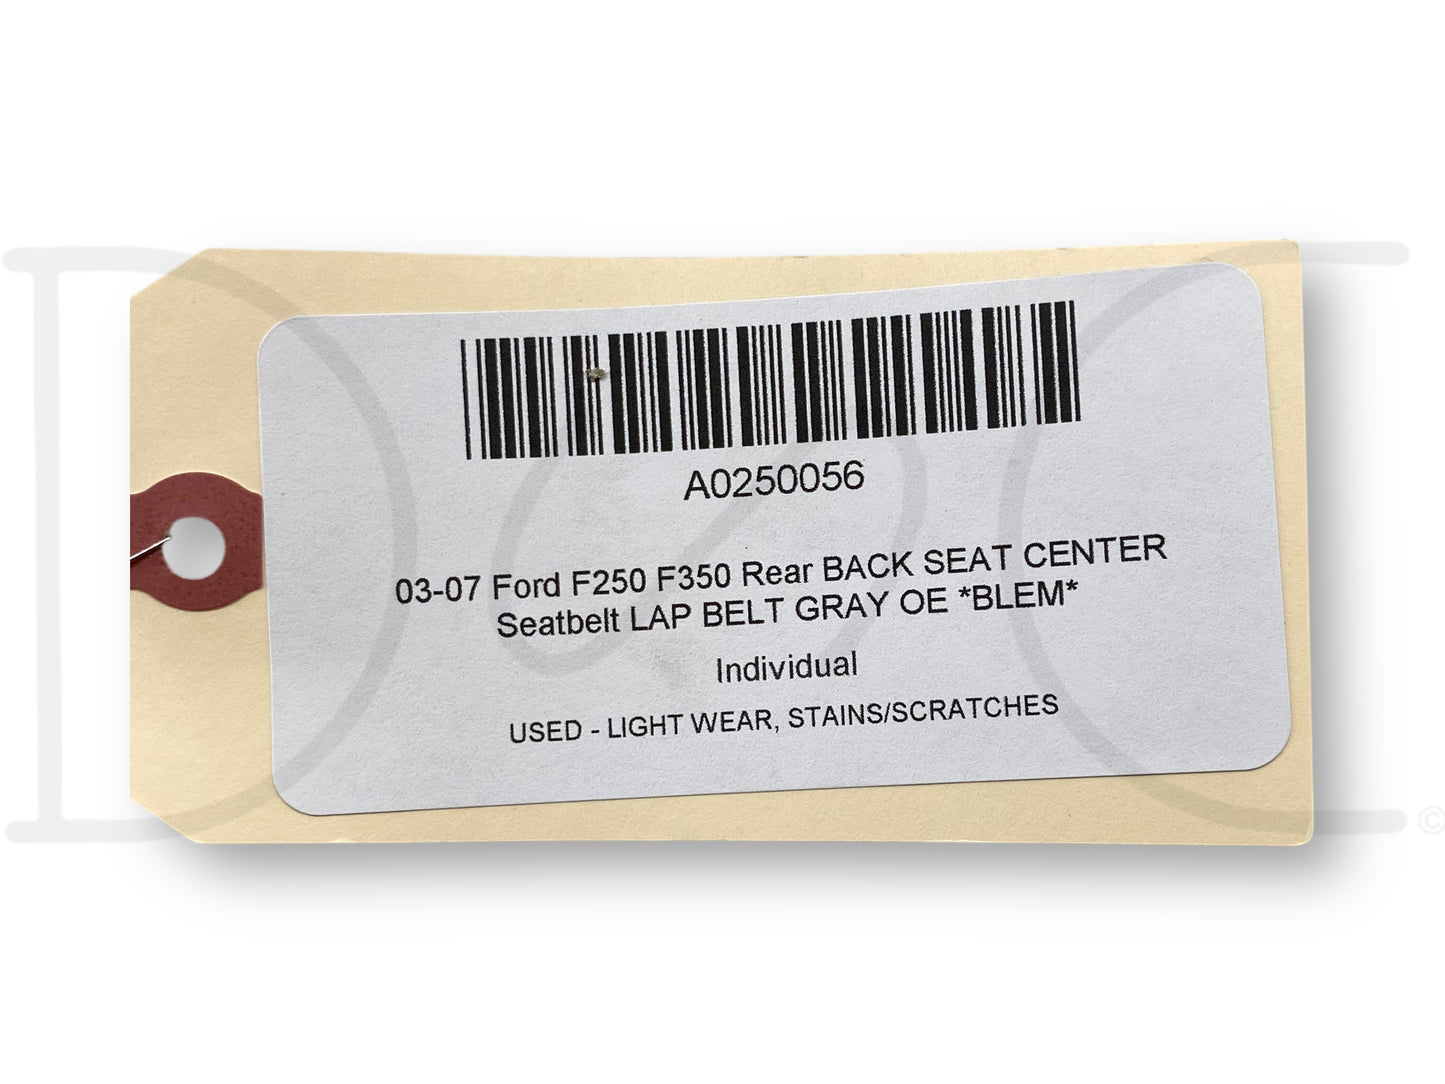 A0250056
03-07 Ford F250 F350 Rear BACK SEAT CENTER
Seatbelt LAP BELT GRAY OE *BLEM*
Individual
USED - LIGHT WEAR, STAINS/SCRATCHES
©